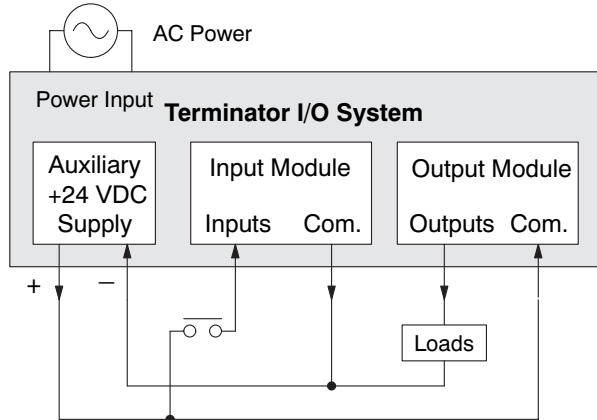 AC Power
Power Input
Terminator I/O System
Auxiliary
+24 VDC
Supply
Input Module
Inputs Com.
Output Module
Outputs Com.
+ –
Loads